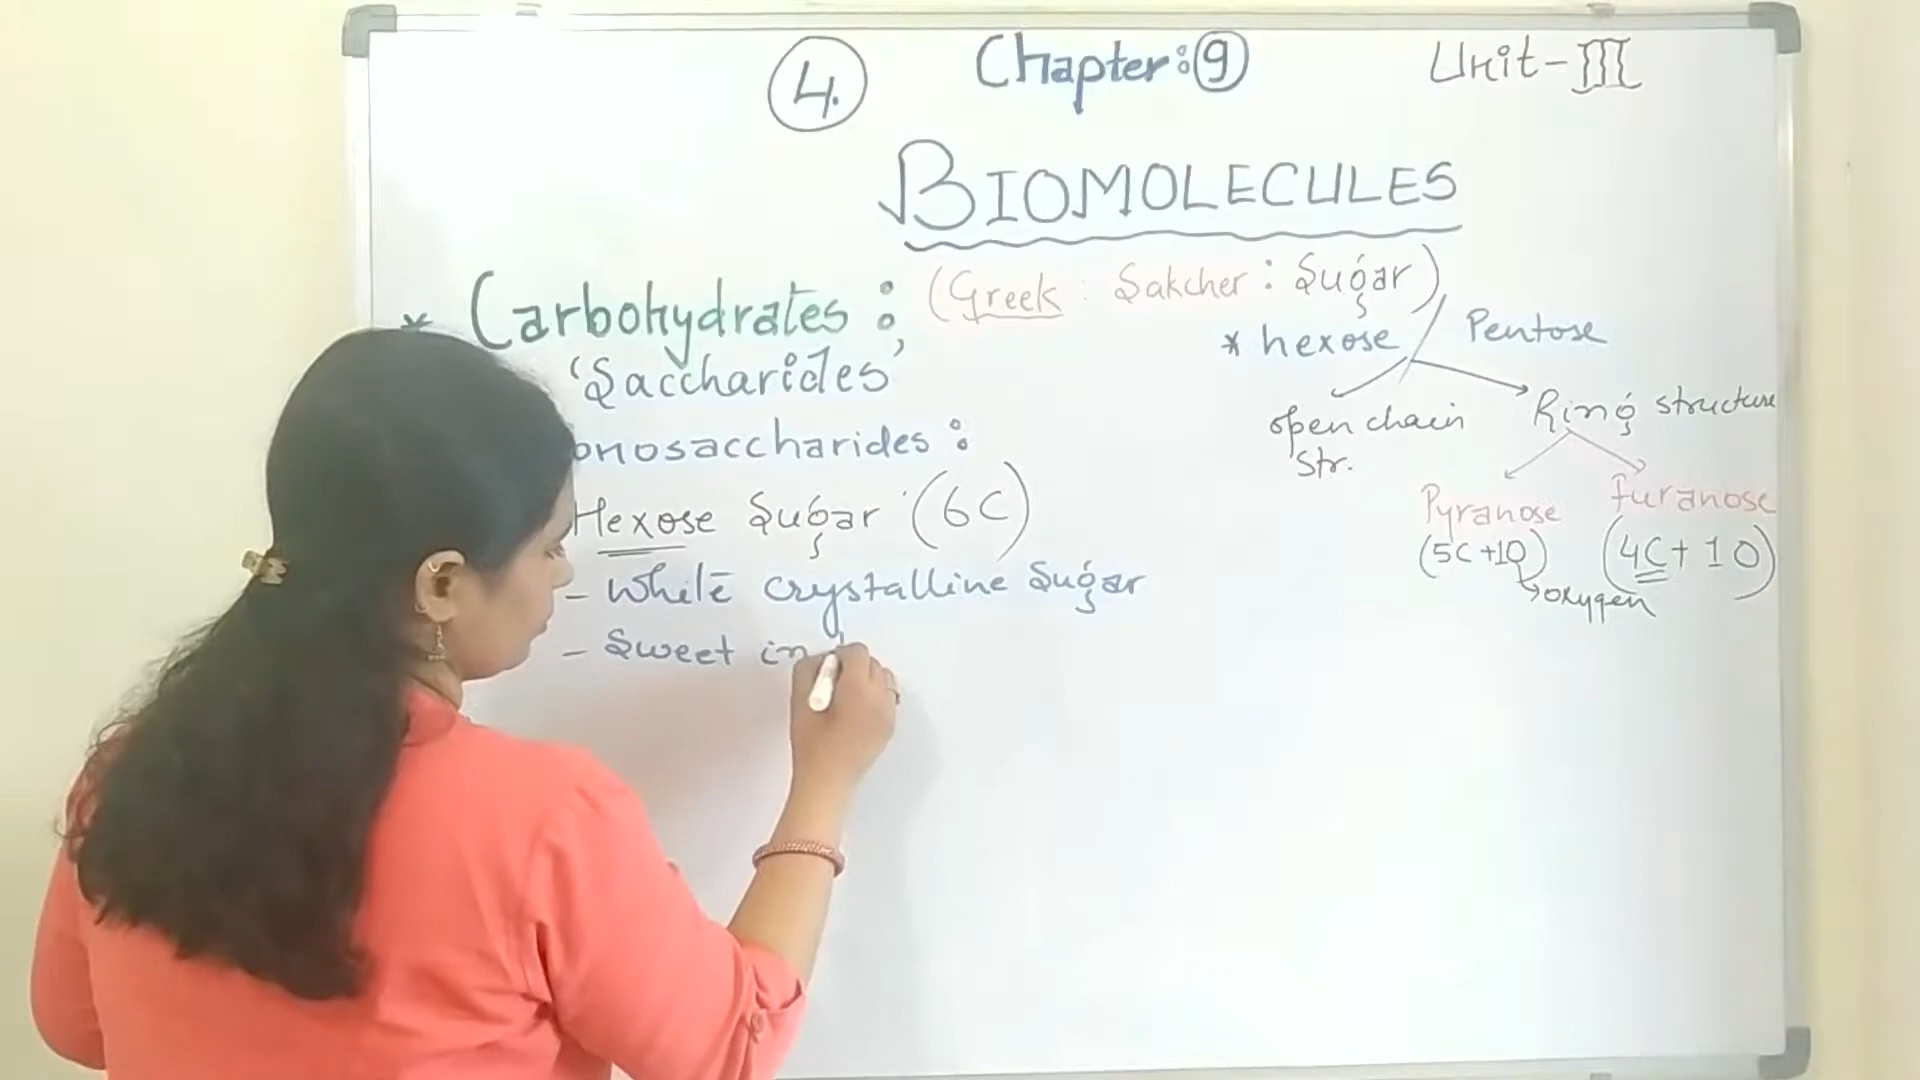 4.
Chapter: 9
Unit-III
BIOMOLECULES
* Carbohydrates : (Greek : Sakcher : Sugar)
'Saccharides'
onosaccharides :
Hexose Sugar (6C)
- White crystalline Sugar
- Sweet in
* hexose / Pentose
open chain
Str.
Ring structure
Pyranose
(5C+1O)
furanose
(4C+1O)
oxygen